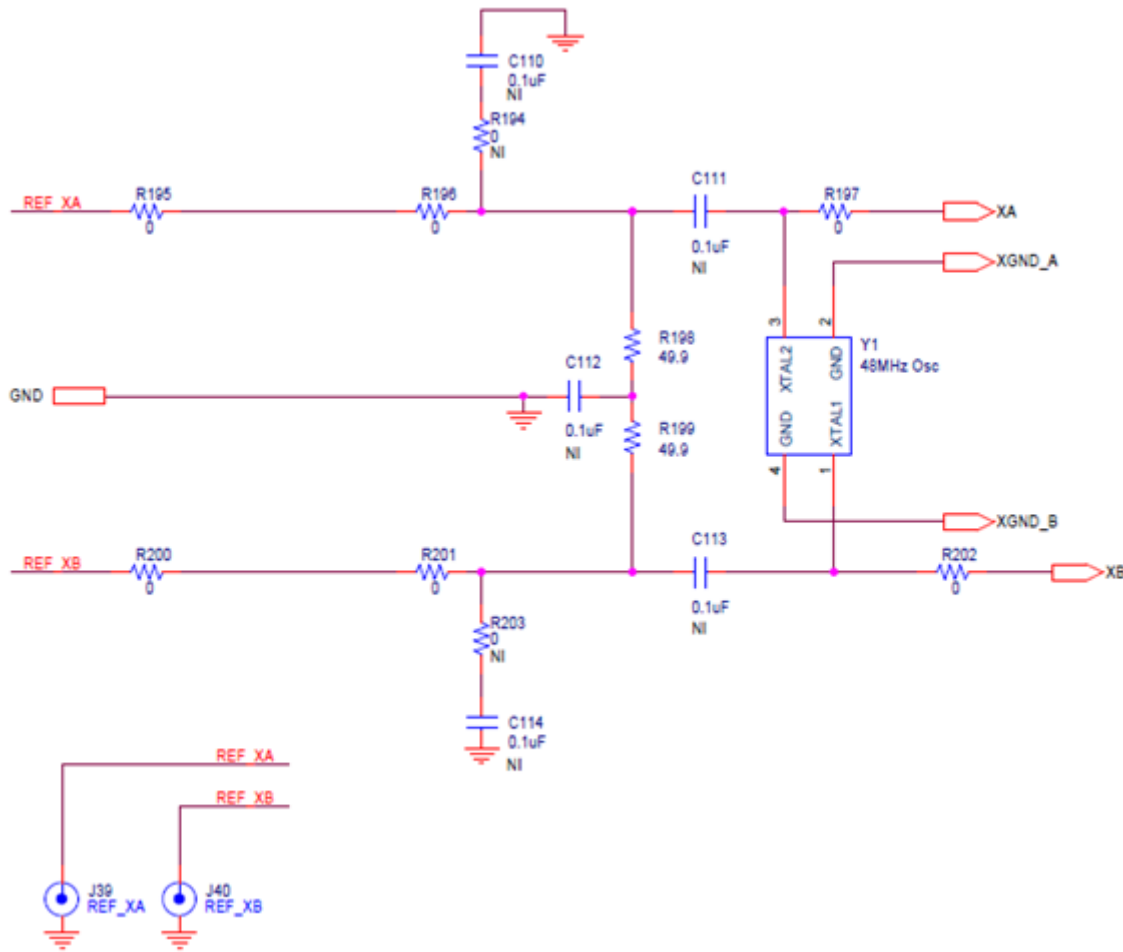 C110
0.1uF
NI
R194
0
NI
REF_XA
R195
0
R196
0
C111
0.1uF
NI
R197
0
XA
XGND_A
3
2
XTAL2
GND
GND
XTAL1
4
1
Y1
48MHz Osc
R198
49.9
GND
C112
0.1uF
NI
R199
49.9
XGND_B
REF_XB
R200
0
R201
0
C113
0.1uF
NI
R202
0
XB
R203
0
NI
C114
0.1uF
NI
REF_XA
REF_XB
J39
REF_XA
J40
REF_XB